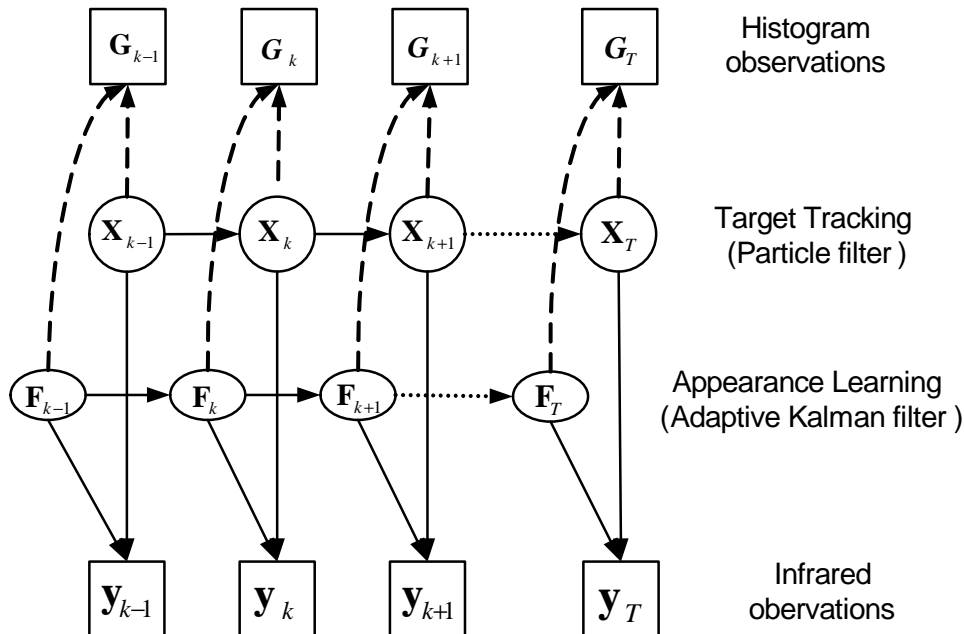 G_{k-1} G_k G_{k+1} G_T
Histogram
observations
X_{k-1} X_k X_{k+1} X_T
Target Tracking
(Particle filter )
F_{k-1} F_k F_{k+1} F_T
Appearance Learning
(Adaptive Kalman filter )
y_{k-1} y_k y_{k+1} y_T
Infrared
obervations